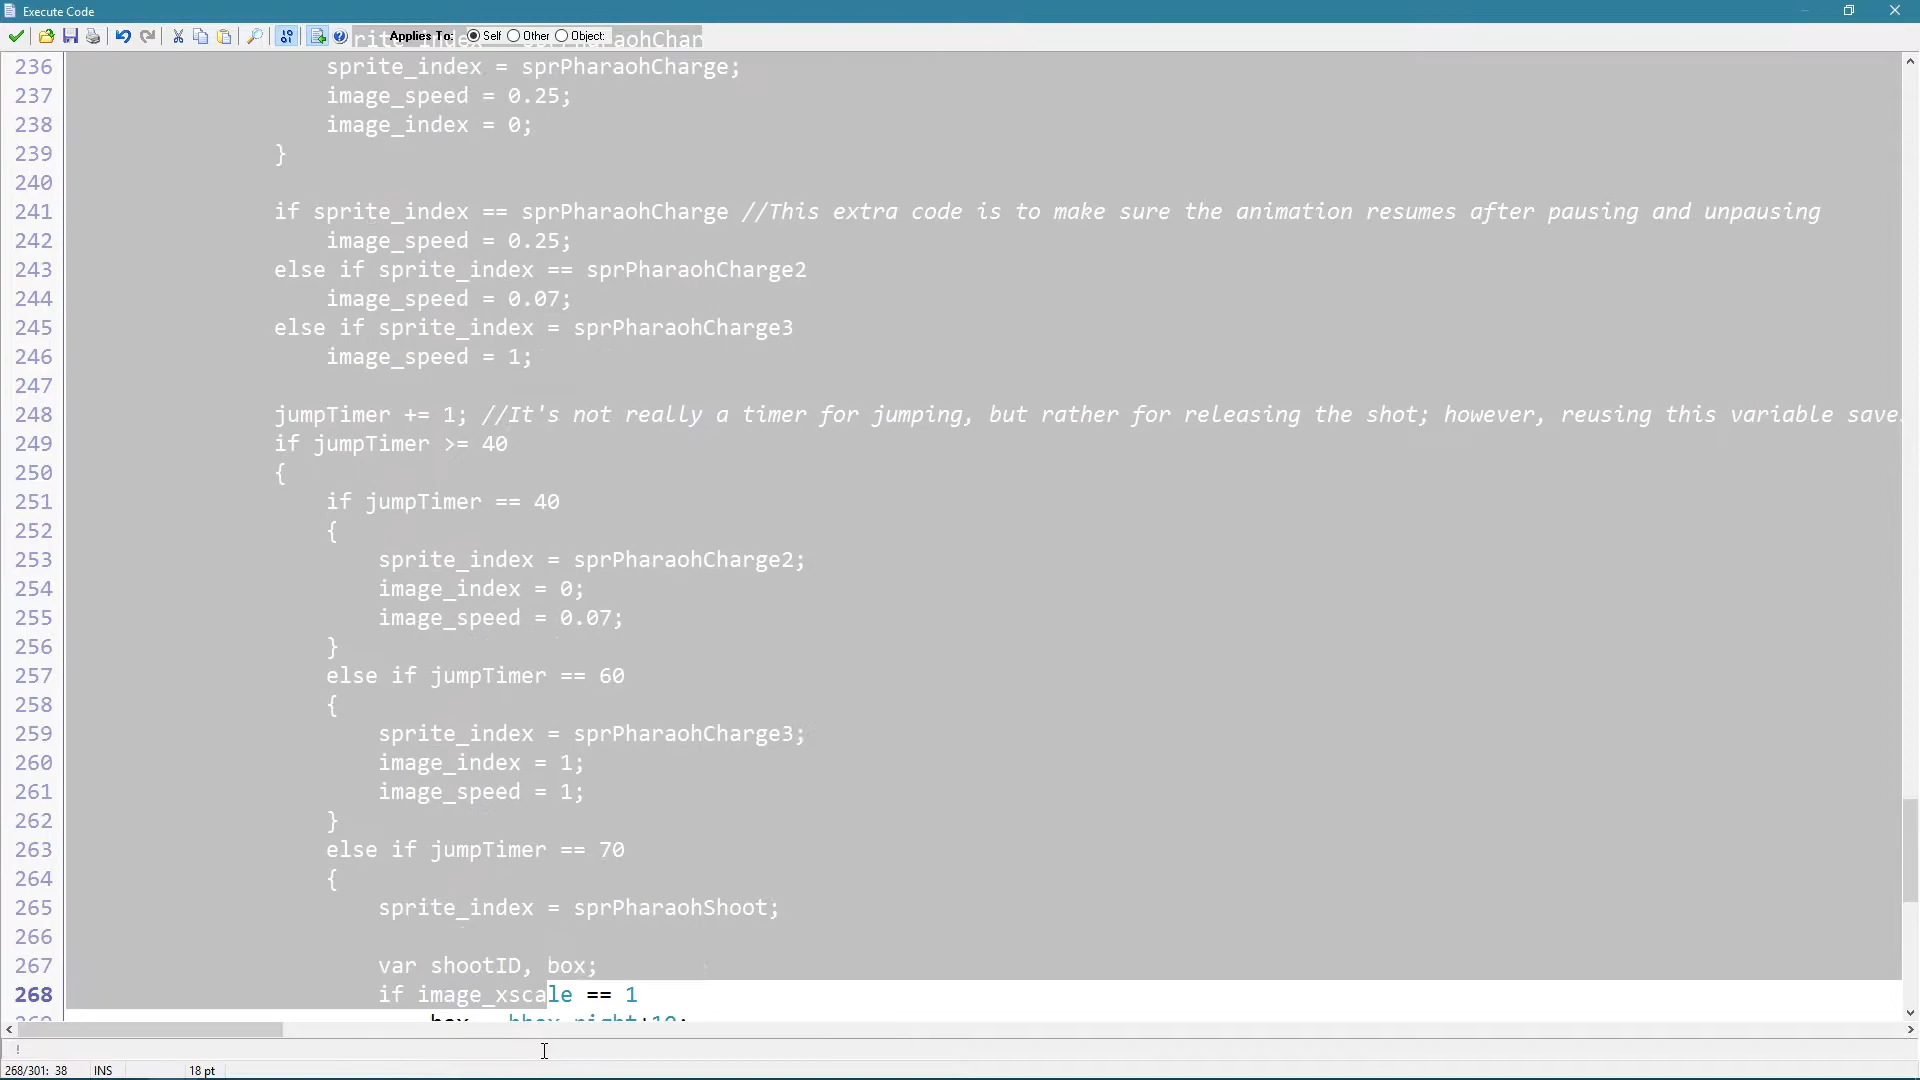 Execute Code
Applies To: Self Other Object:
236 sprite_index = sprPharaohCharge;
237 image_speed = 0.25;
238 image_index = 0;
239 }
240
241 if sprite_index == sprPharaohCharge //This extra code is to make sure the animation resumes after pausing and unpausing
242 image_speed = 0.25;
243 else if sprite_index == sprPharaohCharge2
244 image_speed = 0.07;
245 else if sprite_index = sprPharaohCharge3
246 image_speed = 1;
247
248 jumpTimer += 1; //It's not really a timer for jumping, but rather for releasing the shot; however, reusing this variable save
249 if jumpTimer >= 40
250 {
251 if jumpTimer == 40
252 {
253 sprite_index = sprPharaohCharge2;
254 image_index = 0;
255 image_speed = 0.07;
256 }
257 else if jumpTimer == 60
258 {
259 sprite_index = sprPharaohCharge3;
260 image_index = 1;
261 image_speed = 1;
262 }
263 else if jumpTimer == 70
264 {
265 sprite_index = sprPharaohShoot;
266
267 var shootID, box;
268 if image_xscale == 1
!
268/301: 38 INS 18 pt